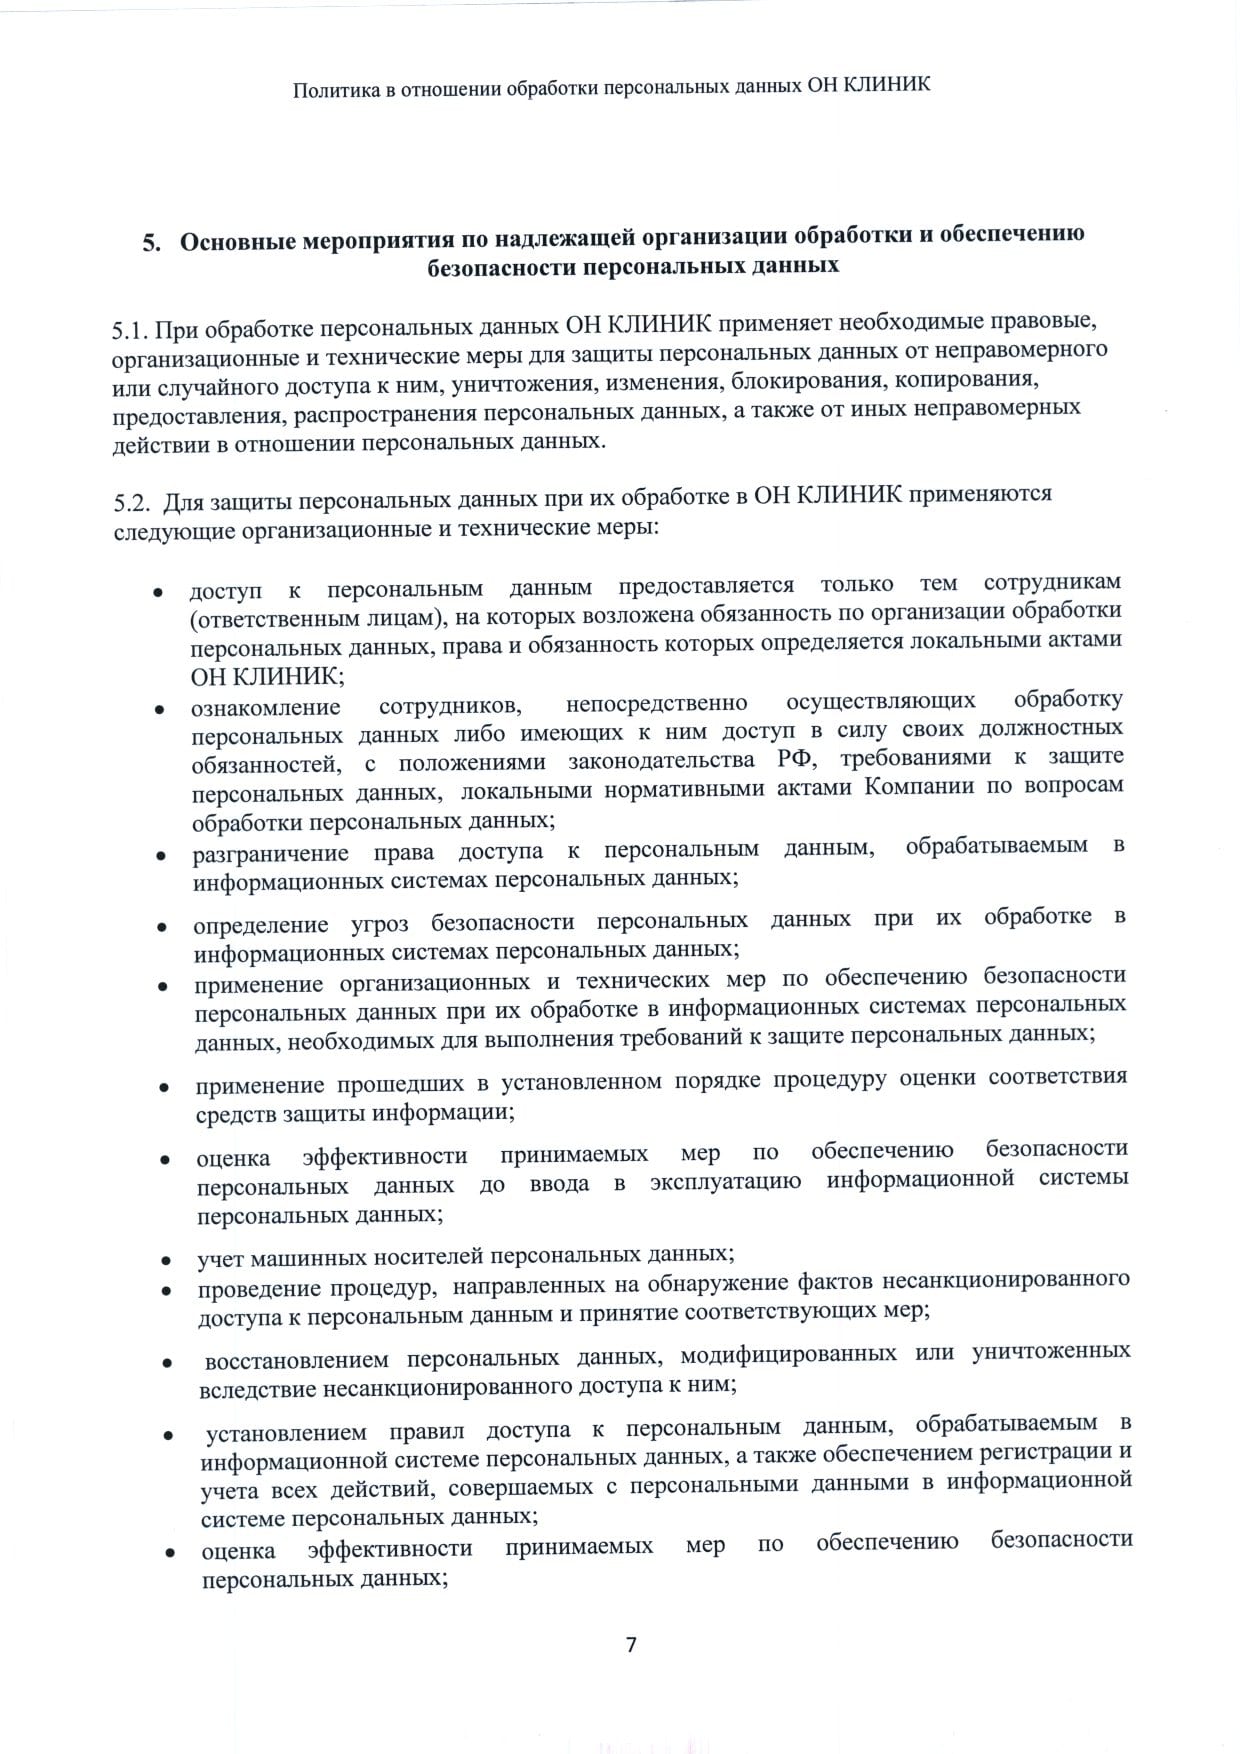 Политика в отношении обработки персональных данных ОН КЛИНИК
5. Основные мероприятия по надлежащей организации обработки и обеспечению
безопасности персональных данных
5.1. При обработке персональных данных ОН КЛИНИК применяет необходимые правовые,
организационные и технические меры для защиты персональных данных от неправомерного
или случайного доступа к ним, уничтожения, изменения, блокирования, копирования,
предоставления, распространения персональных данных, а также от иных неправомерных
действии в отношении персональных данных.
5.2. Для защиты персональных данных при их обработке в ОН КЛИНИК применяются
следующие организационные и технические меры:
• доступ к персональным данным предоставляется только тем сотрудникам
(ответственным лицам), на которых возложена обязанность по организации обработки
персональных данных, права и обязанность которых определяется локальными актами
ОН КЛИНИК;
• ознакомление сотрудников, непосредственно осуществляющих обработку
персональных данных либо имеющих к ним доступ в силу своих должностных
обязанностей, с положениями законодательства РФ, требованиями к защите
персональных данных, локальными нормативными актами Компании по вопросам
обработки персональных данных;
• разграничение права доступа к персональным данным, обрабатываемым в
информационных системах персональных данных;
• определение угроз безопасности персональных данных при их обработке в
информационных системах персональных данных;
• применение организационных и технических мер по обеспечению безопасности
персональных данных при их обработке в информационных системах персональных
данных, необходимых для выполнения требований к защите персональных данных;
• применение прошедших в установленном порядке процедуру оценки соответствия
средств защиты информации;
• оценка эффективности принимаемых мер по обеспечению безопасности
персональных данных до ввода в эксплуатацию информационной системы
персональных данных;
• учет машинных носителей персональных данных;
• проведение процедур, направленных на обнаружение фактов несанкционированного
доступа к персональным данным и принятие соответствующих мер;
• восстановлением персональных данных, модифицированных или уничтоженных
вследствие несанкционированного доступа к ним;
• установлением правил доступа к персональным данным, обрабатываемым в
информационной системе персональных данных, а также обеспечением регистрации и
учета всех действий, совершаемых с персональными данными в информационной
системе персональных данных;
• оценка эффективности принимаемых мер по обеспечению безопасности
персональных данных;
7